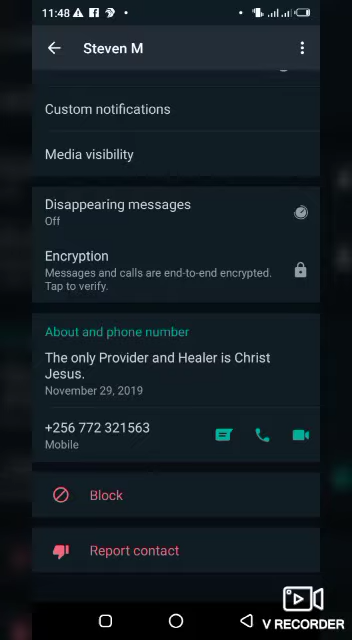 11:48
Steven M
Custom notifications
Media visibility
Disappearing messages
Off
Encryption
Messages and calls are end-to-end encrypted.
Tap to verify.
About and phone number
The only Provider and Healer is Christ
Jesus.
November 29, 2019
+256 772 321563
Mobile
Block
Report contact
V RECORDER